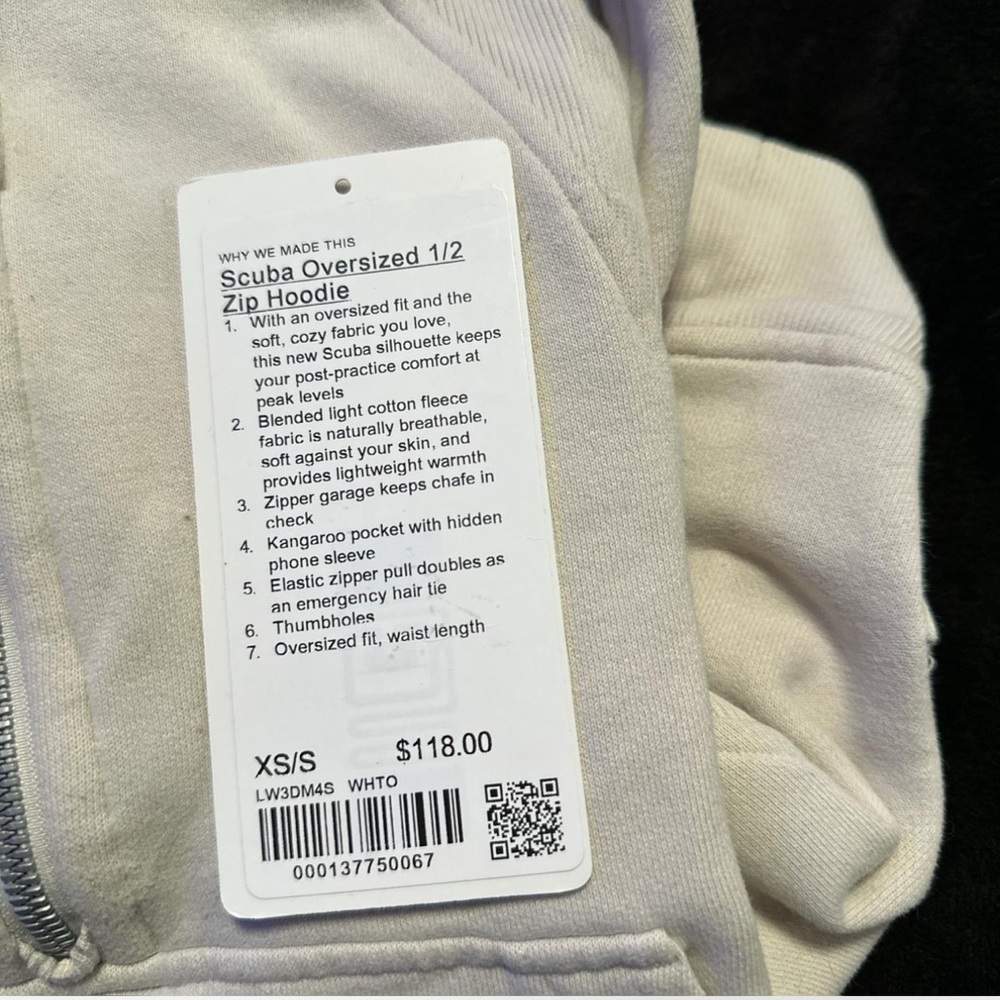 WHY WE MADE THIS
Scuba Oversized 1/2
Zip Hoodie
1. With an oversized fit and the
soft, cozy fabric you love,
this new Scuba silhouette keeps
your post-practice comfort at
peak levels
2. Blended light cotton fleece
fabric is naturally breathable,
soft against your skin, and
provides lightweight warmth
3. Zipper garage keeps chafe in
check
4. Kangaroo pocket with hidden
phone sleeve
5. Elastic zipper pull doubles as
an emergency hair tie
6. Thumbholes
7. Oversized fit, waist length
XS/S $118.00
LW3DM4S WHTO
000137750067